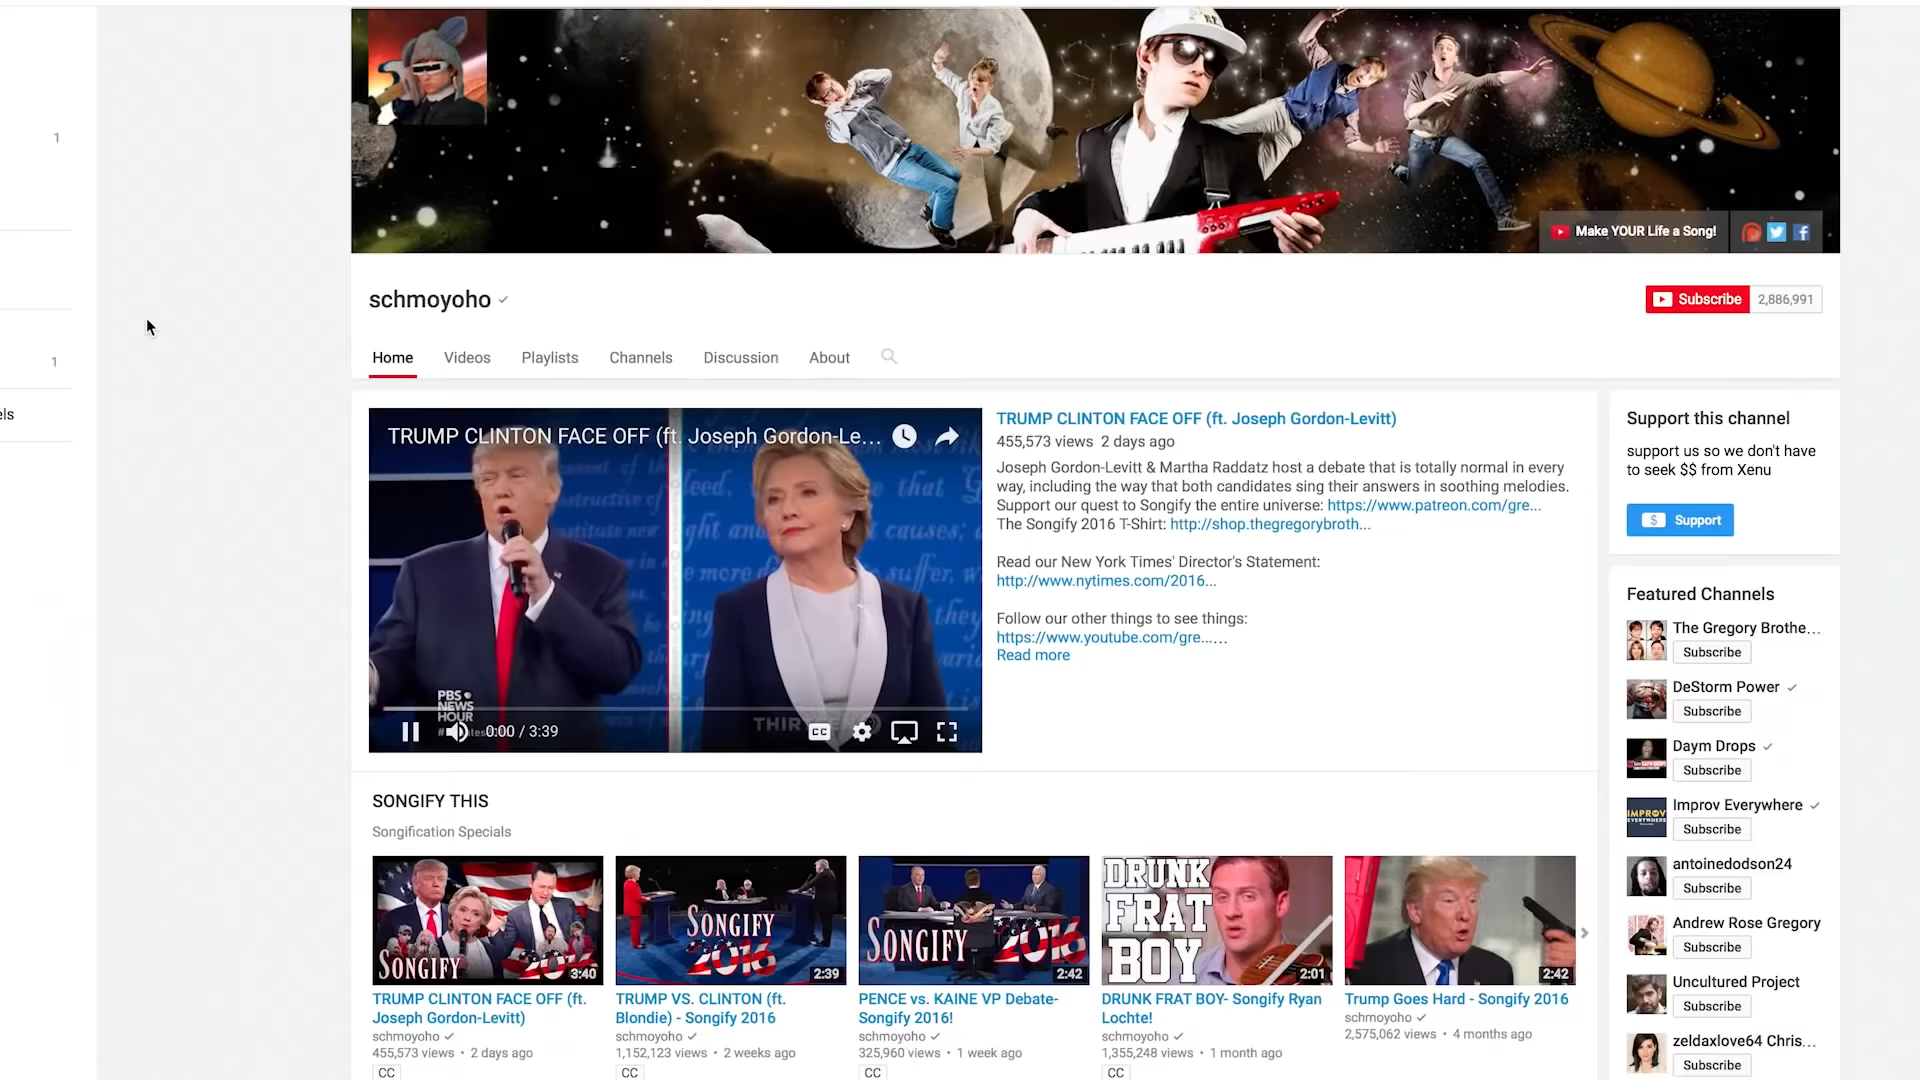 1
1
els
Make YOUR Life a Song!
schmoyoho
Subscribe 2,886,991
Home Videos Playlists Channels Discussion About
TRUMP CLINTON FACE OFF (ft. Joseph Gordon-Le...
PBS
NEWS
HOUR
0:00 / 3:39
CC
TRUMP CLINTON FACE OFF (ft. Joseph Gordon-Levitt)
455,573 views 2 days ago
Joseph Gordon-Levitt & Martha Raddatz host a debate that is totally normal in every
way, including the way that both candidates sing their answers in soothing melodies.
Support our quest to Songify the entire universe: https://www.patreon.com/gre...
The Songify 2016 T-Shirt: http://shop.thegregorybroth...
Read our New York Times' Director's Statement:
http://www.nytimes.com/2016...
Follow our other things to see things:
https://www.youtube.com/gre......
Read more
SONGIFY THIS
Songification Specials
SONGIFY 2016
3:40
TRUMP CLINTON FACE OFF (ft.
Joseph Gordon-Levitt)
schmoyoho
455,573 views • 2 days ago
CC
SONGIFY
2016
2:39
TRUMP VS. CLINTON (ft.
Blondie) - Songify 2016
schmoyoho
1,152,123 views • 2 weeks ago
CC
SONGIFY 2016
2:42
PENCE vs. KAINE VP Debate-
Songify 2016!
schmoyoho
325,960 views • 1 week ago
CC
DRUNK
FRAT
BOY
2:01
DRUNK FRAT BOY- Songify Ryan
Lochte!
schmoyoho
1,355,248 views • 1 month ago
CC
2:42
Trump Goes Hard - Songify 2016
schmoyoho
2,575,062 views • 4 months ago
Support this channel
support us so we don't have
to seek $$ from Xenu
$ Support
Featured Channels
The Gregory Brothe...
Subscribe
DeStorm Power
Subscribe
Daym Drops
Subscribe
IMPROV
EVERYWHERE
Improv Everywhere
Subscribe
antoinedodson24
Subscribe
Andrew Rose Gregory
Subscribe
Uncultured Project
Subscribe
zeldaxlove64 Chris...
Subscribe